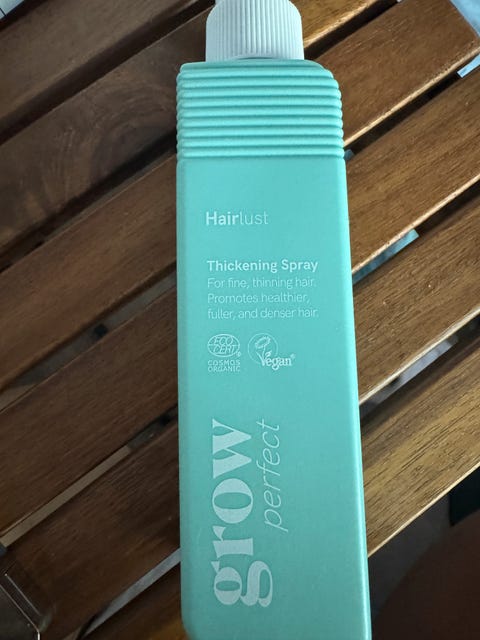 Hairlust
Thickening Spray
For fine, thinning hair.
Promotes healthier,
fuller, and denser hair.
ECO
CERT
COSMOS
ORGANIC
Vegan
grow
perfect